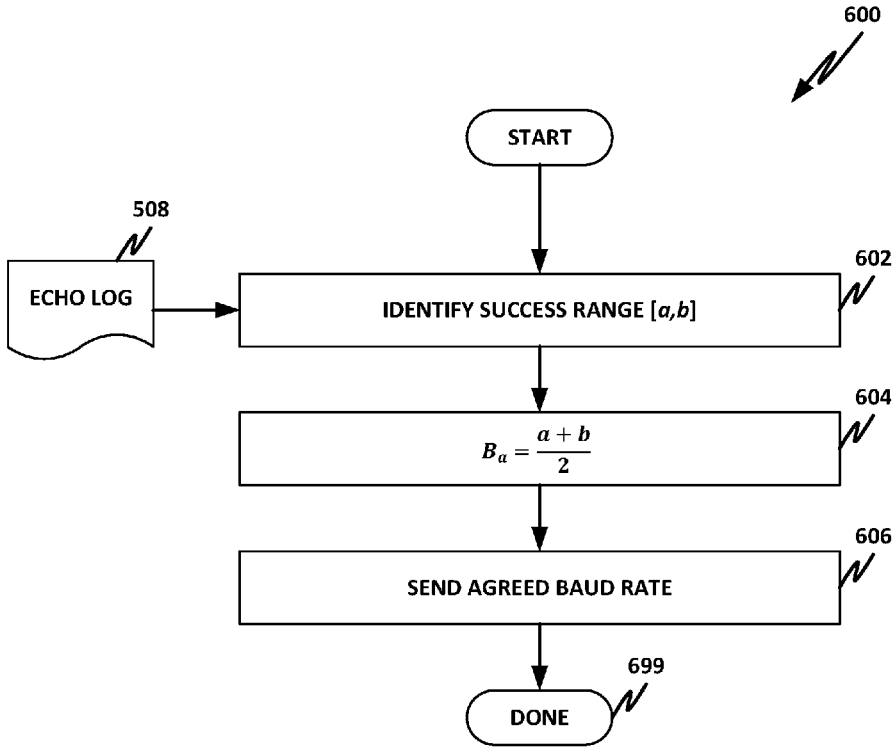 600
START
508
ECHO LOG
602
IDENTIFY SUCCESS RANGE [a,b]
604
B_a = \frac{a + b}{2}
606
SEND AGREED BAUD RATE
699
DONE